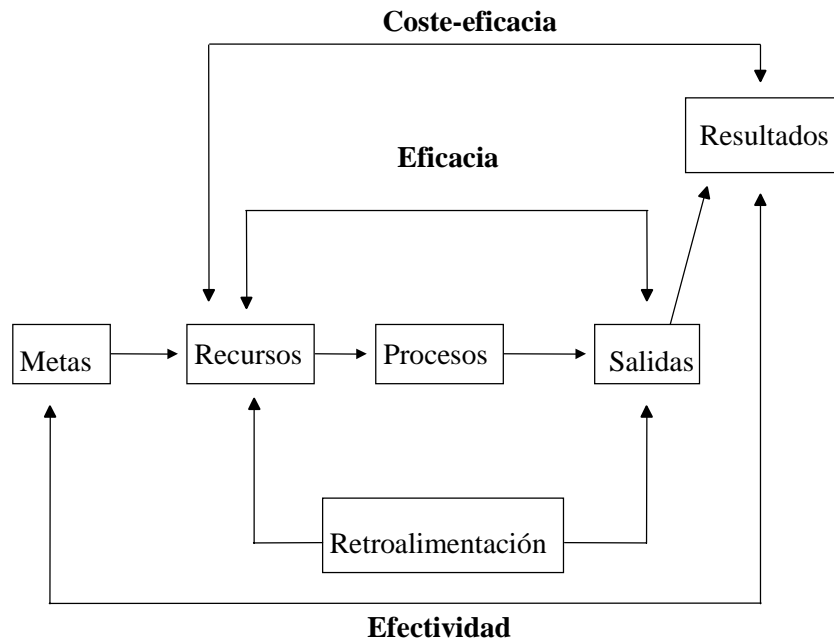 Coste-eficacia
Resultados
Eficacia
Metas
Recursos
Procesos
Salidas
Retroalimentación
Efectividad